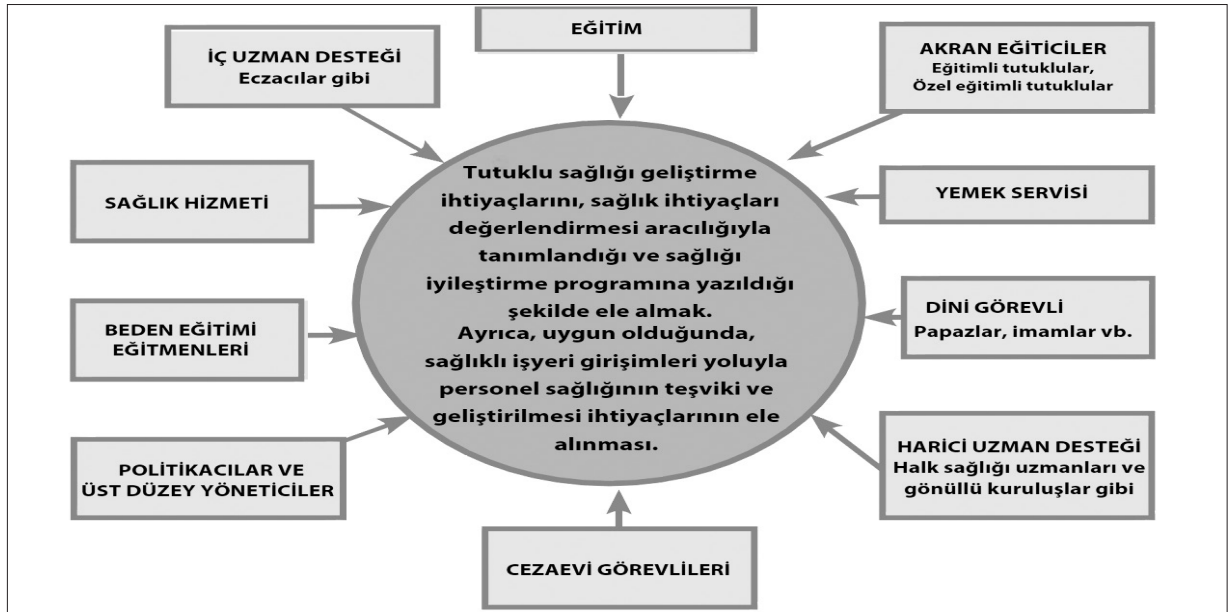 EĞİTİM
İÇ UZMAN DESTEĞİ
Eczacılar gibi
AKRAN EĞİTİCİLER
Eğitimli tutuklular,
Özel eğitimli tutuklular
SAĞLIK HİZMETİ
YEMEK SERVİSİ
Tutuklu sağlığı geliştirme
ihtiyaçlarını, sağlık ihtiyaçları
değerlendirmesi aracılığıyla
tanımlandığı ve sağlığı
iyileştirme programına yazıldığı
şekilde ele almak.
Ayrıca, uygun olduğunda,
sağlıklı işyeri girişimleri yoluyla
personel sağlığının teşviki ve
geliştirilmesi ihtiyaçlarının ele
alınması.
BEDEN EĞİTİMİ
EĞİTMENLERİ
DİNİ GÖREVLİ
Papazlar, imamlar vb.
POLİTİKACILAR VE
ÜST DÜZEY YÖNETİCİLER
HARİCİ UZMAN DESTEĞİ
Halk sağlığı uzmanları ve
gönüllü kuruluşlar gibi
CEZAEVİ GÖREVLİLERİ